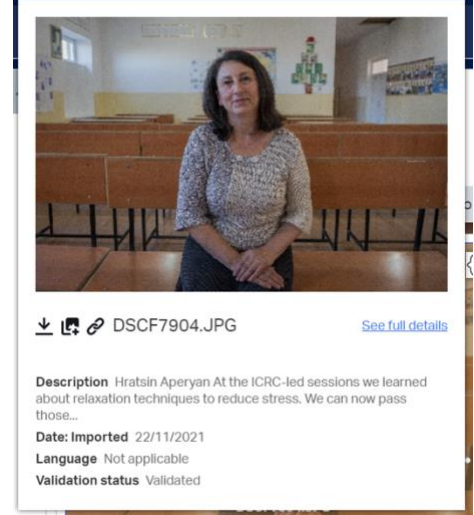 DSCF7904.JPG
See full details
Description Hratsin Aperyan At the ICRC-led sessions we learned
about relaxation techniques to reduce stress. We can now pass
those...
Date: Imported 22/11/2021
Language Not applicable
Validation status Validated